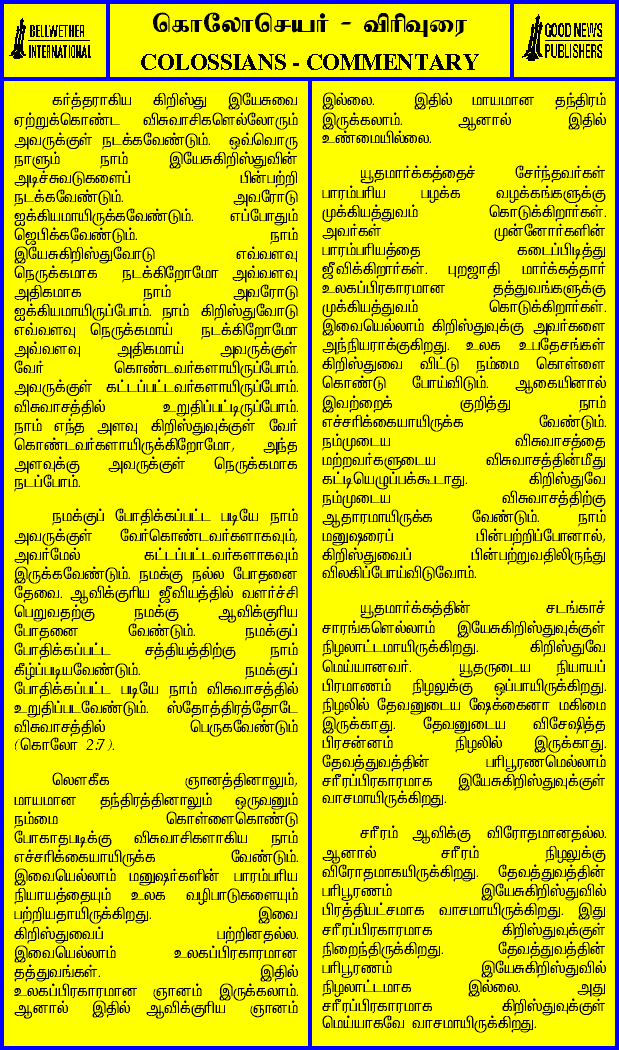 BELLWETHER
INTERNATIONAL
கொலோசெயர் - விரிவுரை
COLOSSIANS - COMMENTARY
GOOD NEWS
PUBLISHERS
கர்த்தராகிய கிறிஸ்து இயேசுவை
ஏற்றுக்கொண்ட விசுவாசிகளெல்லோரும்
அவருக்குள் நடக்கவேண்டும். ஒவ்வொரு
நாளும் நாம் இயேசுகிறிஸ்துவின்
அடிச்சுவடுகளைப் பின்பற்றி
நடக்கவேண்டும். அவரோடு
ஐக்கியமாயிருக்கவேண்டும். எப்போதும்
ஜெபிக்கவேண்டும். நாம்
இயேசுகிறிஸ்துவோடு எவ்வளவு
நெருக்கமாக நடக்கிறோமோ அவ்வளவு
அதிகமாக நாம் அவரோடு
ஐக்கியமாயிருப்போம். நாம் கிறிஸ்துவோடு
எவ்வளவு நெருக்கமாய் நடக்கிறோமோ
அவ்வளவு அதிகமாய் அவருக்குள்
வேர் கொண்டவர்களாயிருப்போம்.
அவருக்குள் கட்டப்பட்டவர்களாயிருப்போம்.
விசுவாசத்தில் உறுதிப்பட்டிருப்போம்.
நாம் எந்த அளவு கிறிஸ்துவுக்குள் வேர்
கொண்டவர்களாயிருக்கிறோமோ, அந்த
அளவுக்கு அவருக்குள் நெருக்கமாக
நடப்போம்.
நமக்குப் போதிக்கப்பட்ட படியே நாம்
அவருக்குள் வேர்கொண்டவர்களாகவும்,
அவர்மேல் கட்டப்பட்டவர்களாகவும்
இருக்கவேண்டும். நமக்கு நல்ல போதனை
தேவை. ஆவிக்குரிய ஜீவியத்தில் வளர்ச்சி
பெறுவதற்கு நமக்கு ஆவிக்குரிய
போதனை வேண்டும். நமக்குப்
போதிக்கப்பட்ட சத்தியத்திற்கு நாம்
கீழ்ப்படியவேண்டும். நமக்குப்
போதிக்கப்பட்ட படியே நாம் விசுவாசத்தில்
உறுதிப்படவேண்டும். ஸ்தோத்திரத்தோடே
விசுவாசத்தில் பெருகவேண்டும்
(கொலோ 2:7).
லௌகீக ஞானத்தினாலும்,
மாயமான தந்திரத்தினாலும் ஒருவனும்
நம்மை கொள்ளைகொண்டு
போகாதபடிக்கு விசுவாசிகளாகிய நாம்
எச்சரிக்கையாயிருக்க வேண்டும்.
இவையெல்லாம் மனுஷர்களின் பாரம்பரிய
நியாயத்தையும் உலக வழிபாடுகளையும்
பற்றியதாயிருக்கிறது. இவை
கிறிஸ்துவைப் பற்றினதல்ல.
இவையெல்லாம் உலகப்பிரகாரமான
தத்துவங்கள். இதில்
உலகப்பிரகாரமான ஞானம் இருக்கலாம்.
ஆனால் இதில் ஆவிக்குரிய ஞானம்
இல்லை. இதில் மாயமான தந்திரம்
இருக்கலாம். ஆனால் இதில்
உண்மையில்லை.
யூதமார்க்கத்தைச் சேர்ந்தவர்கள்
பாரம்பரிய பழக்க வழக்கங்களுக்கு
முக்கியத்துவம் கொடுக்கிறார்கள்.
அவர்கள் முன்னோர்களின்
பாரம்பரியத்தை கடைப்பிடித்து
ஜீவிக்கிறார்கள். புறஜாதி மார்க்கத்தார்
உலகப்பிரகாரமான தத்துவங்களுக்கு
முக்கியத்துவம் கொடுக்கிறார்கள்.
இவையெல்லாம் கிறிஸ்துவுக்கு அவர்களை
அந்நியராக்குகிறது. உலக உபதேசங்கள்
கிறிஸ்துவை விட்டு நம்மை கொள்ளை
கொண்டு போய்விடும். ஆகையினால்
இவற்றைக் குறித்து நாம்
எச்சரிக்கையாயிருக்க வேண்டும்.
நம்முடைய விசுவாசத்தை
மற்றவர்களுடைய விசுவாசத்தின்மீது
கட்டியெழுப்பக்கூடாது. கிறிஸ்துவே
நம்முடைய விசுவாசத்திற்கு
ஆதாரமாயிருக்க வேண்டும். நாம்
மனுஷரைப் பின்பற்றிப்போனால்,
கிறிஸ்துவைப் பின்பற்றுவதிலிருந்து
விலகிப்போய்விடுவோம்.
யூதமார்க்கத்தின் சடங்காச்
சாரங்களெல்லாம் இயேசுகிறிஸ்துவுக்குள்
நிழலாட்டமாயிருக்கிறது. கிறிஸ்துவே
மெய்யானவர். யூதருடைய நியாயப்
பிரமாணம் நிழலுக்கு ஒப்பாயிருக்கிறது.
நிழலில் தேவனுடைய ஷேக்கைனா மகிமை
இருக்காது. தேவனுடைய விசேஷித்த
பிரசன்னம் நிழலில் இருக்காது.
தேவத்துவத்தின் பரிபூரணமெல்லாம்
சரீரப்பிரகாரமாக இயேசுகிறிஸ்துவுக்குள்
வாசமாயிருக்கிறது.
சரீரம் ஆவிக்கு விரோதமானதல்ல.
ஆனால் சரீரம் நிழலுக்கு
விரோதமாகயிருக்கிறது. தேவத்துவத்தின்
பரிபூரணம் இயேசுகிறிஸ்துவில்
பிரத்தியட்சமாக வாசமாயிருக்கிறது. இது
சரீரப்பிரகாரமாக கிறிஸ்துவுக்குள்
நிறைந்திருக்கிறது. தேவத்துவத்தின்
பரிபூரணம் இயேசுகிறிஸ்துவில்
நிழலாட்டமாக இல்லை. அது
சரீரப்பிரகாரமாக கிறிஸ்துவுக்குள்
மெய்யாகவே வாசமாயிருக்கிறது.